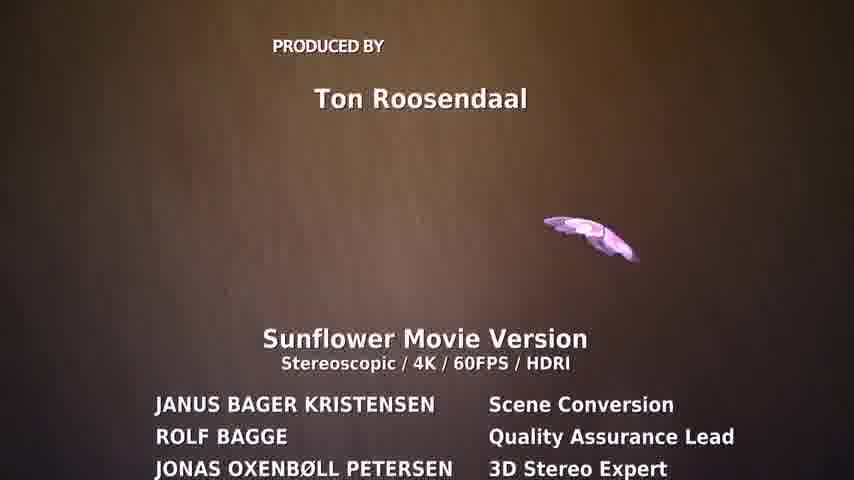 PRODUCED BY
Ton Roosendaal
Sunflower Movie Version
Stereoscopic / 4K / 60FPS / HDRI
JANUS BAGER KRISTENSEN Scene Conversion
ROLF BAGGE Quality Assurance Lead
JONAS OXENBØLL PETERSEN 3D Stereo Expert